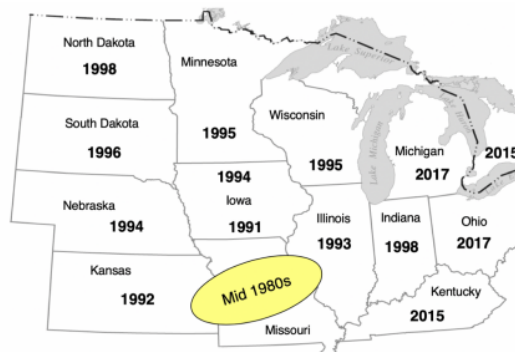 North Dakota
1998
Minnesota
Lake Superior
South Dakota
1996
1995
Wisconsin
1995
Lake Michigan
Michigan
2017
2015
1994
Iowa
1991
Nebraska
1994
Illinois
1993
Indiana
1998
Ohio
2017
Kansas
1992
Mid 1980s
Missouri
Kentucky
2015